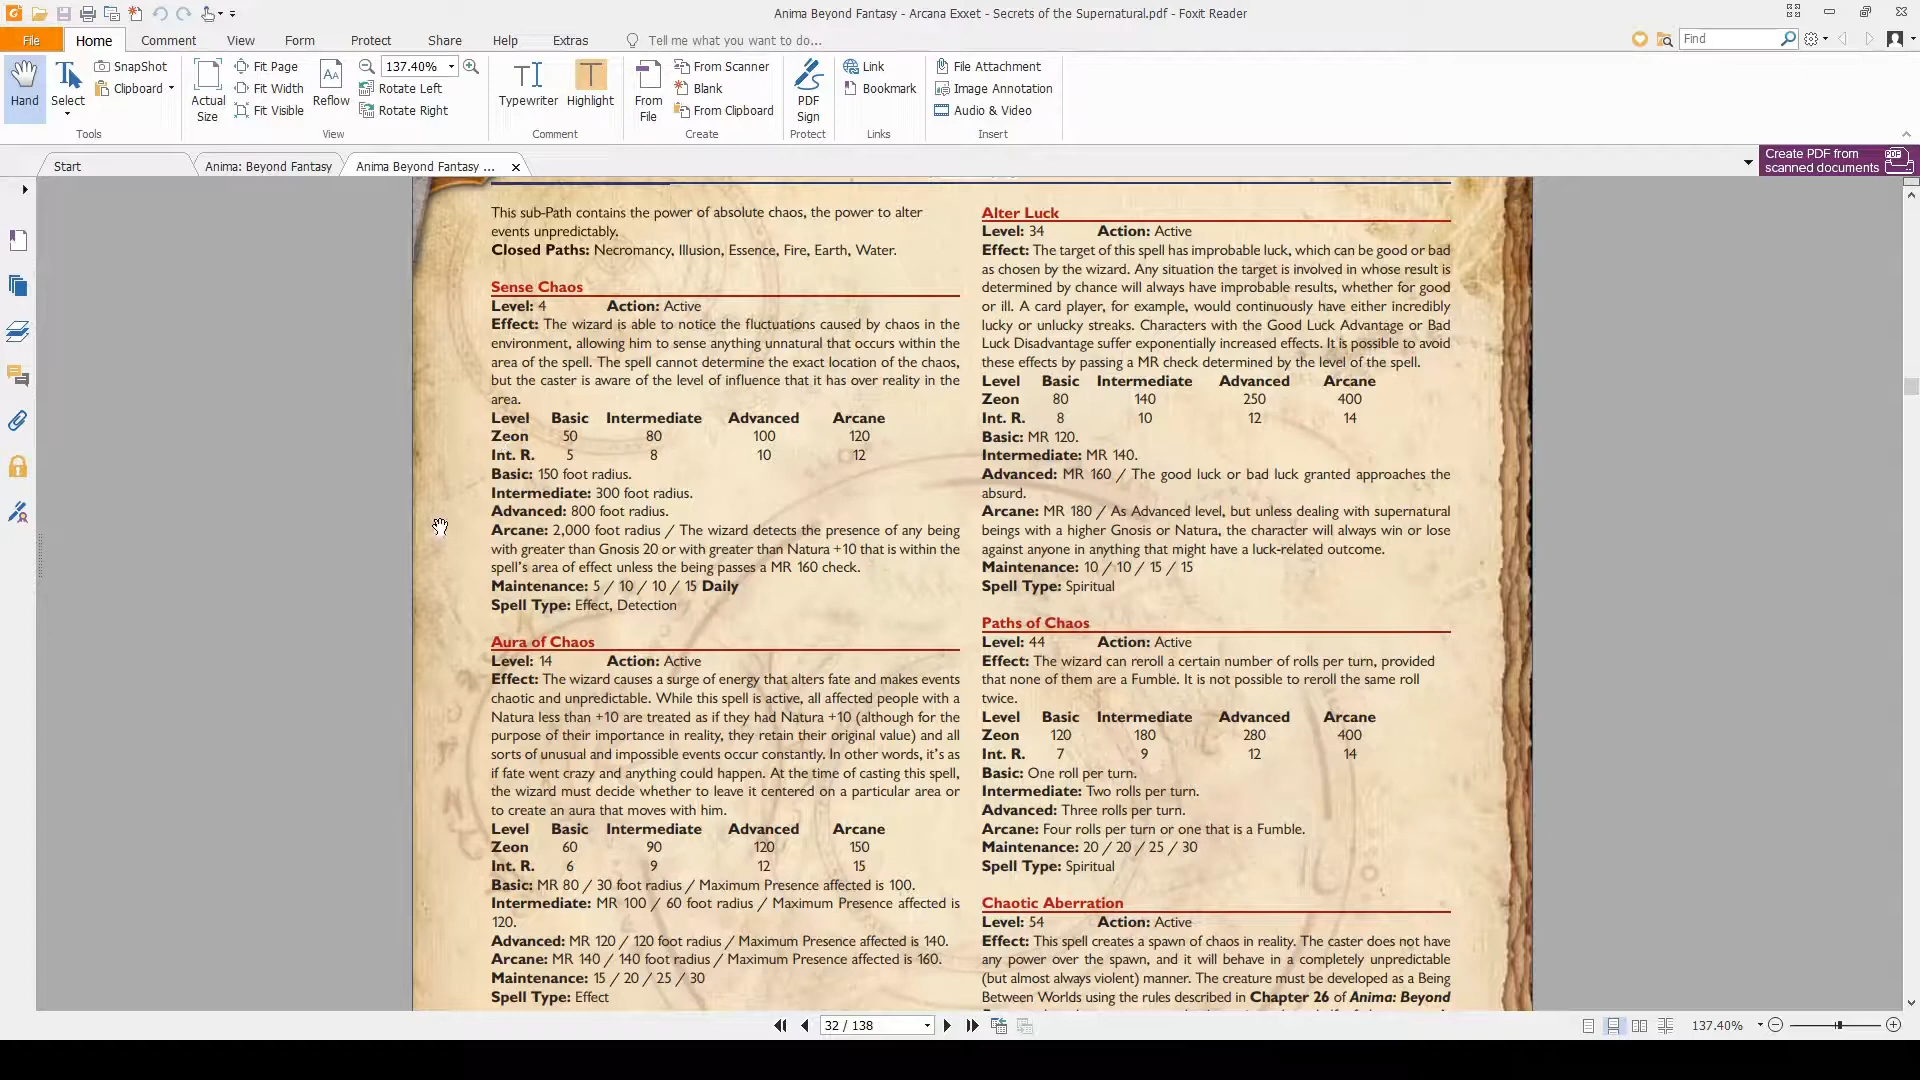 Anima Beyond Fantasy - Arcana Exxet - Secrets of the Supernatural.pdf - Foxit Reader
File
Home
Comment
View
Form
Protect
Share
Help
Extras
Tell me what you want to do...
Find
Hand
Select
SnapShot
Clipboard
Tools
Actual
Size
Fit Page
Fit Width
Fit Visible
Reflow
137.40%
Rotate Left
Rotate Right
View
Typewriter
Highlight
Comment
From
File
From Scanner
Blank
From Clipboard
Create
PDF
Sign
Protect
Link
Bookmark
Links
File Attachment
Image Annotation
Audio & Video
Insert
Start
Anima: Beyond Fantasy
Anima Beyond Fantasy ...
Create PDF from
scanned documents
PDF
This sub-Path contains the power of absolute chaos, the power to alter
events unpredictably.
Closed Paths: Necromancy, Illusion, Essence, Fire, Earth, Water.
Sense Chaos
Level: 4 Action: Active
Effect: The wizard is able to notice the fluctuations caused by chaos in the
environment, allowing him to sense anything unnatural that occurs within the
area of the spell. The spell cannot determine the exact location of the chaos,
but the caster is aware of the level of influence that it has over reality in the
area.
Level Basic Intermediate Advanced Arcane
Zeon 50 80 100 120
Int. R. 5 8 10 12
Basic: 150 foot radius.
Intermediate: 300 foot radius.
Advanced: 800 foot radius.
Arcane: 2,000 foot radius / The wizard detects the presence of any being
with greater than Gnosis 20 or with greater than Natura +10 that is within the
spell's area of effect unless the being passes a MR 160 check.
Maintenance: 5 / 10 / 10 / 15 Daily
Spell Type: Effect, Detection
Aura of Chaos
Level: 14 Action: Active
Effect: The wizard causes a surge of energy that alters fate and makes events
chaotic and unpredictable. While this spell is active, all affected people with a
Natura less than +10 are treated as if they had Natura +10 (although for the
purpose of their importance in reality, they retain their original value) and all
sorts of unusual and impossible events occur constantly. In other words, it's as
if fate went crazy and anything could happen. At the time of casting this spell,
the wizard must decide whether to leave it centered on a particular area or
to create an aura that moves with him.
Level Basic Intermediate Advanced Arcane
Zeon 60 90 120 150
Int. R. 6 9 12 15
Basic: MR 80 / 30 foot radius / Maximum Presence affected is 100.
Intermediate: MR 100 / 60 foot radius / Maximum Presence affected is
120.
Advanced: MR 120 / 120 foot radius / Maximum Presence affected is 140.
Arcane: MR 140 / 140 foot radius / Maximum Presence affected is 160.
Maintenance: 15 / 20 / 25 / 30
Spell Type: Effect
Alter Luck
Level: 34 Action: Active
Effect: The target of this spell has improbable luck, which can be good or bad
as chosen by the wizard. Any situation the target is involved in whose result is
determined by chance will always have improbable results, whether for good
or ill. A card player, for example, would continuously have either incredibly
lucky or unlucky streaks. Characters with the Good Luck Advantage or Bad
Luck Disadvantage suffer exponentially increased effects. It is possible to avoid
these effects by passing a MR check determined by the level of the spell.
Level Basic Intermediate Advanced Arcane
Zeon 80 140 250 400
Int. R. 8 10 12 14
Basic: MR 120.
Intermediate: MR 140.
Advanced: MR 160 / The good luck or bad luck granted approaches the
absurd.
Arcane: MR 180 / As Advanced level, but unless dealing with supernatural
beings with a higher Gnosis or Natura, the character will always win or lose
against anyone in anything that might have a luck-related outcome.
Maintenance: 10 / 10 / 15 / 15
Spell Type: Spiritual
Paths of Chaos
Level: 44 Action: Active
Effect: The wizard can reroll a certain number of rolls per turn, provided
that none of them are a Fumble. It is not possible to reroll the same roll
twice.
Level Basic Intermediate Advanced Arcane
Zeon 120 180 280 400
Int. R. 7 9 12 14
Basic: One roll per turn.
Intermediate: Two rolls per turn.
Advanced: Three rolls per turn.
Arcane: Four rolls per turn or one that is a Fumble.
Maintenance: 20 / 20 / 25 / 30
Spell Type: Spiritual
Chaotic Aberration
Level: 54 Action: Active
Effect: This spell creates a spawn of chaos in reality. The caster does not have
any power over the spawn, and it will behave in a completely unpredictable
(but almost always violent) manner. The creature must be developed as a Being
Between Worlds using the rules described in Chapter 26 of Anima: Beyond
32 / 138
137.40%